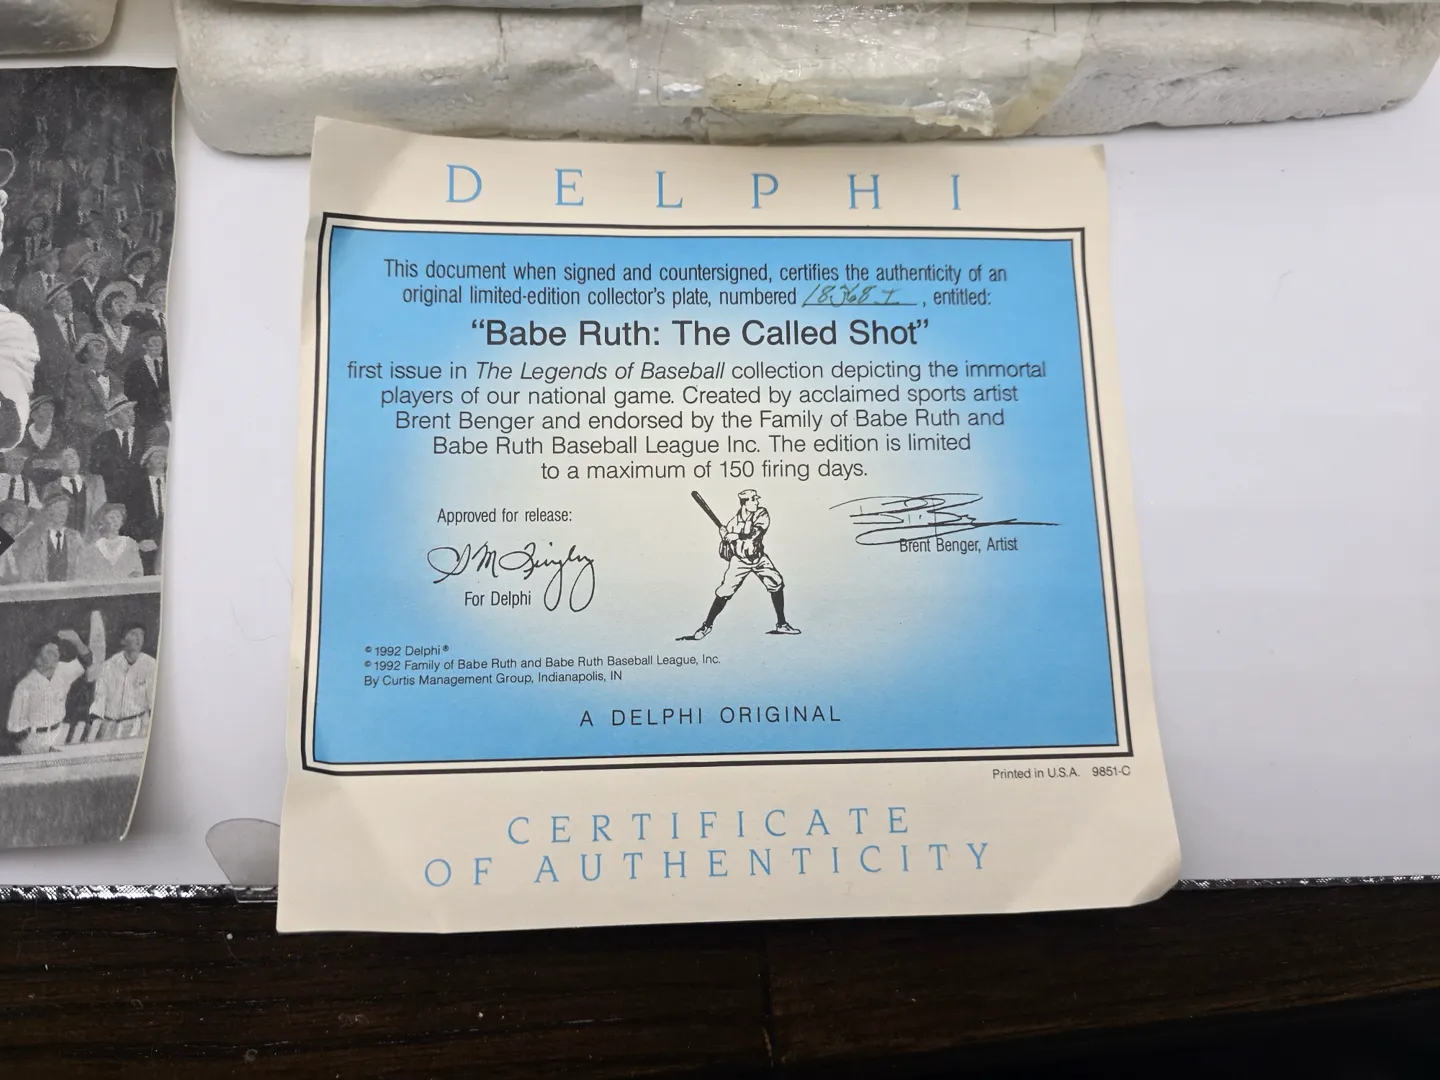 DELPHI
This document when signed and countersigned, certifies the authenticity of an
original limited-edition collector's plate, numbered 18368 I, entitled:
"Babe Ruth: The Called Shot"
first issue in The Legends of Baseball collection depicting the immortal
players of our national game. Created by acclaimed sports artist
Brent Benger and endorsed by the Family of Babe Ruth and
Babe Ruth Baseball League Inc. The edition is limited
to a maximum of 150 firing days.
Approved for release:
For Delphi
Brent Benger, Artist
© 1992 Delphi®
© 1992 Family of Babe Ruth and Babe Ruth Baseball League, Inc.
By Curtis Management Group, Indianapolis, IN
A DELPHI ORIGINAL
Printed in U.S.A. 9851-C
CERTIFICATE
OF AUTHENTICITY